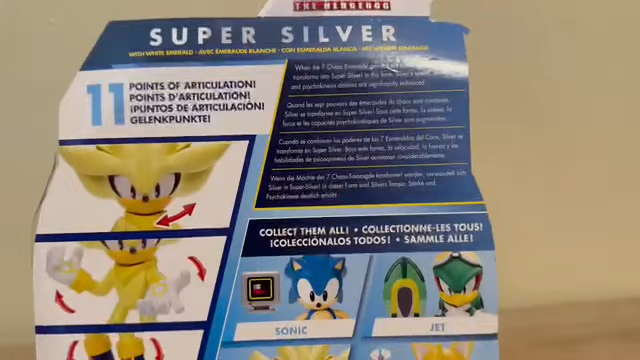 THE HEDGEHOG
SUPER SILVER
WITH WHITE EMERALD • AVEC ÉMERAUDE BLANCHE • CON ESMERALDA BLANCA •
11
POINTS OF ARTICULATION!
POINTS D'ARTICULATION!
¡PUNTOS DE ARTICULACIÓN!
GELENKPUNKTE!
When the 7 Chaos Emeralds
transforms into Super Silver! In this form, Silver's
and psychokinesis abilities are significantly enhanced.
Quand les sept pouvoirs des émeraudes du chaos sont combinés,
Silver se transforme en Super Silver! Sous cette forme, la vitesse, la
force et les capacités psychokinétiques de Silver sont augmentées.
Cuando se combinan los poderes de las 7 Esmeraldas del Caos, Silver se
transforma en Super Silver. Bajo esta forma, la velocidad, la fuerza y las
habilidades de psicoquinesis de Silver aumentan considerablemente.
Wenn die Mächte der 7 Chaos-Smaragde kombiniert werden, verwandelt sich
Silver in Super-Silver! In dieser Form sind Silvers Tempo, Stärke und
Psychokinese deutlich erhöht.
COLLECT THEM ALL! • COLLECTIONNE-LES TOUS!
¡COLECCIÓNALOS TODOS! • SAMMLE ALLE!
SONIC
JET